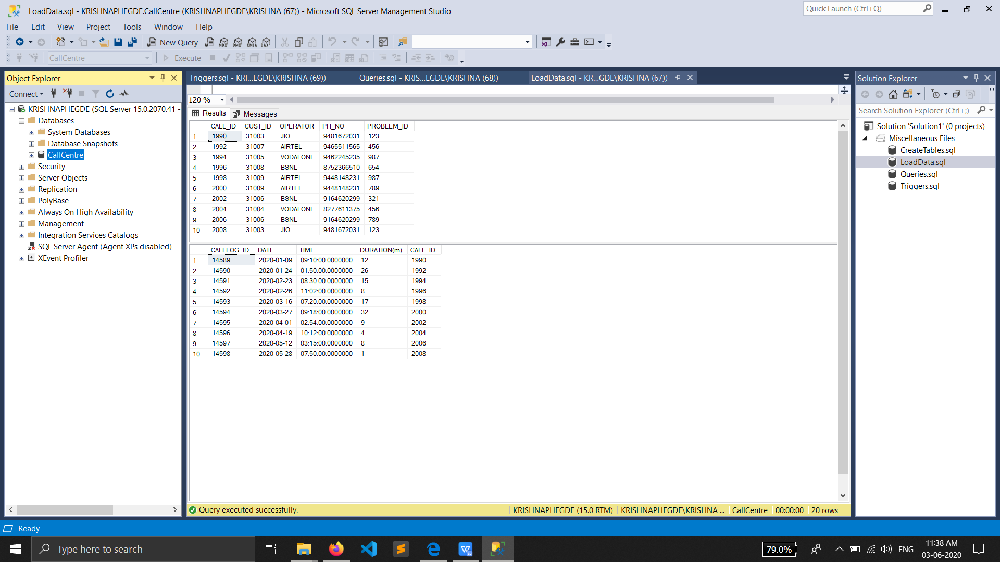 LoadData.sql - KRISHNAPHEGDE.CallCentre (KRISHNAPHEGDE\KRISHNA (67)) - Microsoft SQL Server Management Studio
Quick Launch (Ctrl+Q)
File Edit View Project Tools Window Help
New Query MDX DMX XMLA DAX
CallCentre Execute
Object Explorer
Connect
KRISHNAPHEGDE (SQL Server 15.0.2070.41 -
Databases
System Databases
Database Snapshots
CallCentre
Security
Server Objects
Replication
PolyBase
Always On High Availability
Management
Integration Services Catalogs
SQL Server Agent (Agent XPs disabled)
XEvent Profiler
Triggers.sql - KRI...EGDE\KRISHNA (69)) Queries.sql - KRIS...EGDE\KRISHNA (68)) LoadData.sql - KR...GDE\KRISHNA (67))
120 %
Results Messages
CALL_ID CUST_ID OPERATOR PH_NO PROBLEM_ID
1 1990 31003 JIO 9481672031 123
2 1992 31007 AIRTEL 9465511565 456
3 1994 31005 VODAFONE 9462245235 987
4 1996 31008 BSNL 8752366510 654
5 1998 31009 AIRTEL 9448148231 987
6 2000 31009 AIRTEL 9448148231 789
7 2002 31006 BSNL 9164620299 321
8 2004 31004 VODAFONE 8277611375 456
9 2006 31006 BSNL 9164620299 789
10 2008 31003 JIO 9481672031 123
CALLLOG_ID DATE TIME DURATION(m) CALL_ID
1 14589 2020-01-09 09:10:00.0000000 12 1990
2 14590 2020-01-24 01:50:00.0000000 26 1992
3 14591 2020-02-23 08:30:00.0000000 15 1994
4 14592 2020-02-26 11:02:00.0000000 8 1996
5 14593 2020-03-16 07:20:00.0000000 17 1998
6 14594 2020-03-27 09:18:00.0000000 32 2000
7 14595 2020-04-01 02:54:00.0000000 9 2002
8 14596 2020-04-19 10:12:00.0000000 4 2004
9 14597 2020-05-12 03:15:00.0000000 8 2006
10 14598 2020-05-28 07:50:00.0000000 1 2008
Query executed successfully. KRISHNAPHEGDE (15.0 RTM) KRISHNAPHEGDE\KRISHNA ... CallCentre 00:00:00 20 rows
Solution Explorer
Search Solution Explorer (Ctrl+;)
Solution 'Solution1' (0 projects)
Miscellaneous Files
CreateTables.sql
LoadData.sql
Queries.sql
Triggers.sql
Ready
Type here to search
79.0%
ENG
11:38 AM
03-06-2020